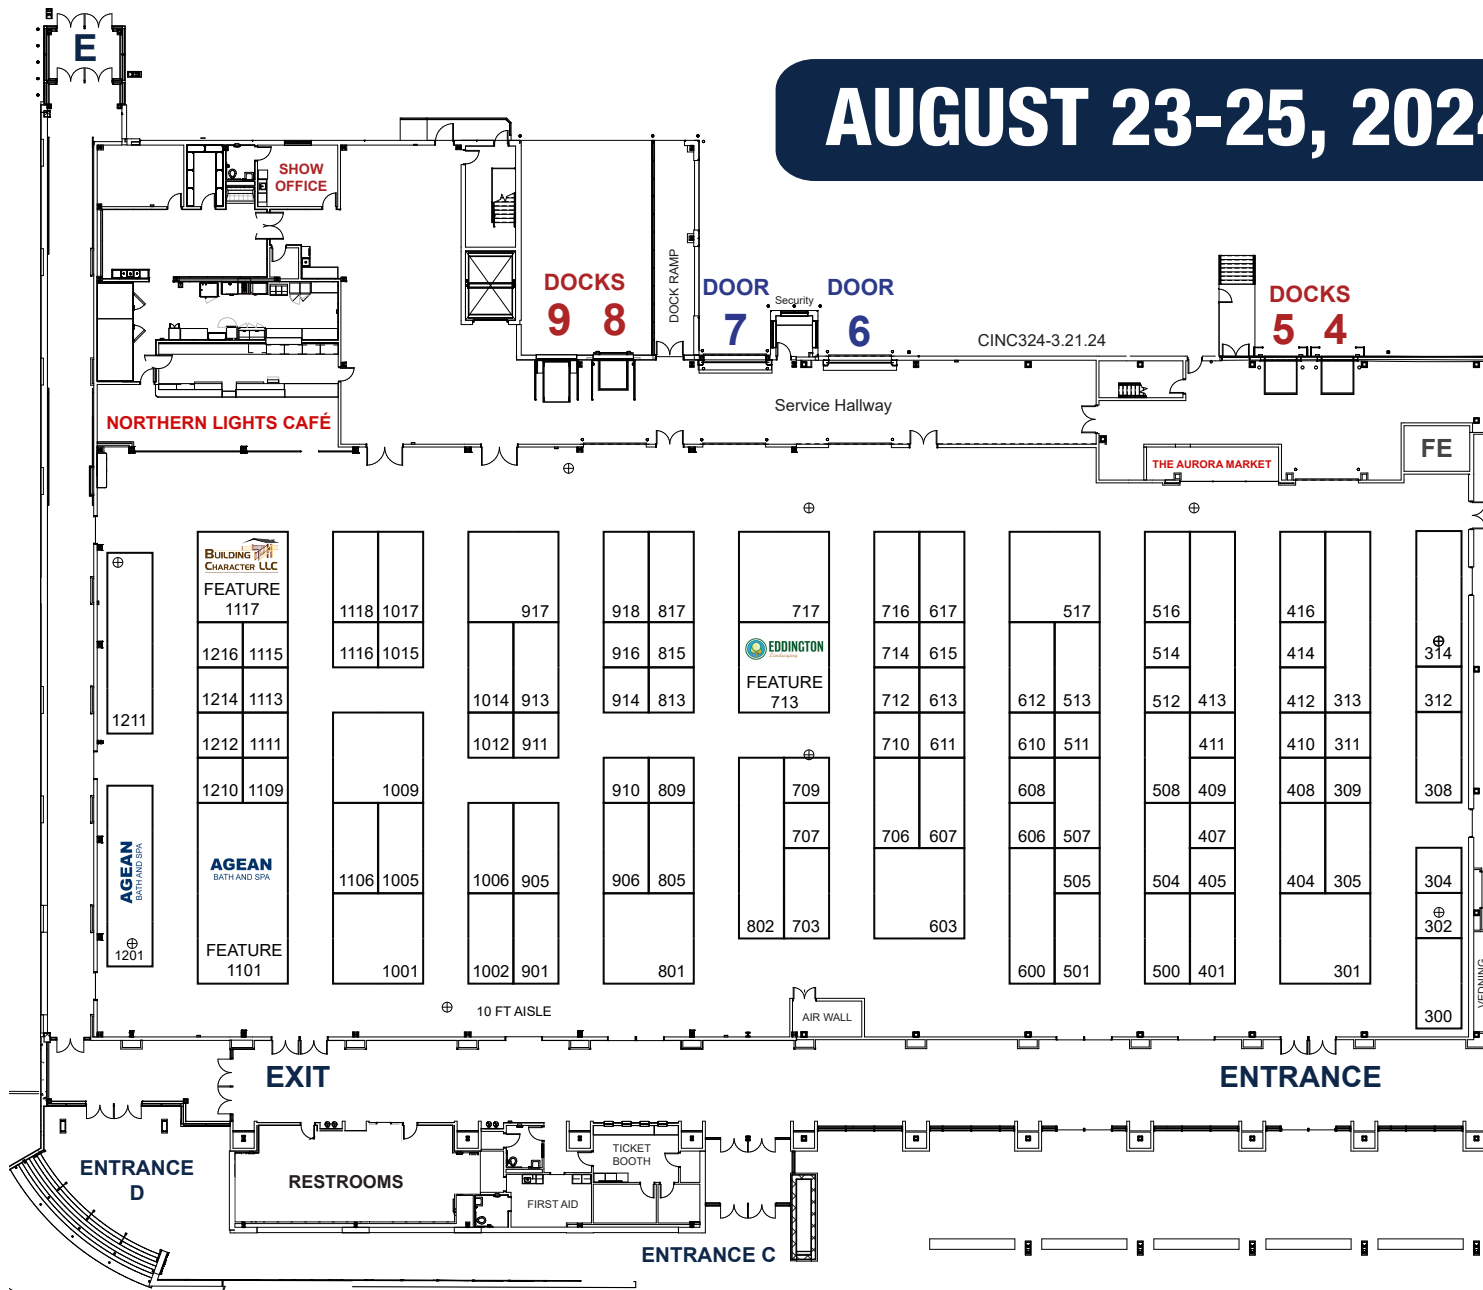 E
AUGUST 23-25, 202
SHOW
OFFICE
DOCK RAMP
DOCKS
9 8
DOOR
7
Security
DOOR
6
CINC324-3.21.24
DOCKS
5 4
Service Hallway
NORTHERN LIGHTS CAFÉ
THE AURORA MARKET
FE
BUILDING
CHARACTER LLC
FEATURE
1117
1118 1017
917
918 817
717
716 617
517
516
416
1216 1115
1116 1015
916 815
EDDINGTON
714 615
514
414
314
1214 1113
1014 913
914 813
FEATURE
713
712 613
612 513
512 413
412 313
312
1211
1212 1111
1012 911
710 611
610 511
411
410 311
1210 1109
1009
910 809
709
608
508 409
408 309
308
707
706 607
606 507
407
AGEAN
BATH AND SPA
AGEAN
BATH AND SPA
1106 1005
1006 905
906 805
505
504 405
404 305
304
802 703
603
302
1201
FEATURE
1101
1001
1002 901
801
600 501
500 401
301
300
10 FT AISLE
AIR WALL
EXIT
ENTRANCE
ENTRANCE
D
RESTROOMS
FIRST AID
TICKET
BOOTH
ENTRANCE C